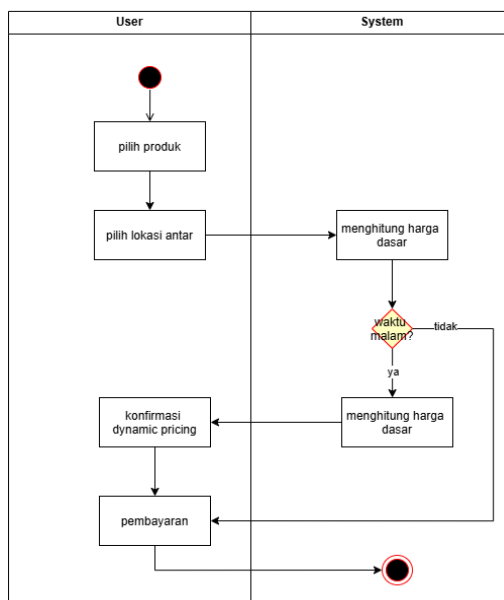 User
System
pilih produk
pilih lokasi antar
menghitung harga
dasar
waktu
malam?
tidak
ya
konfirmasi
dynamic pricing
menghitung harga
dasar
pembayaran